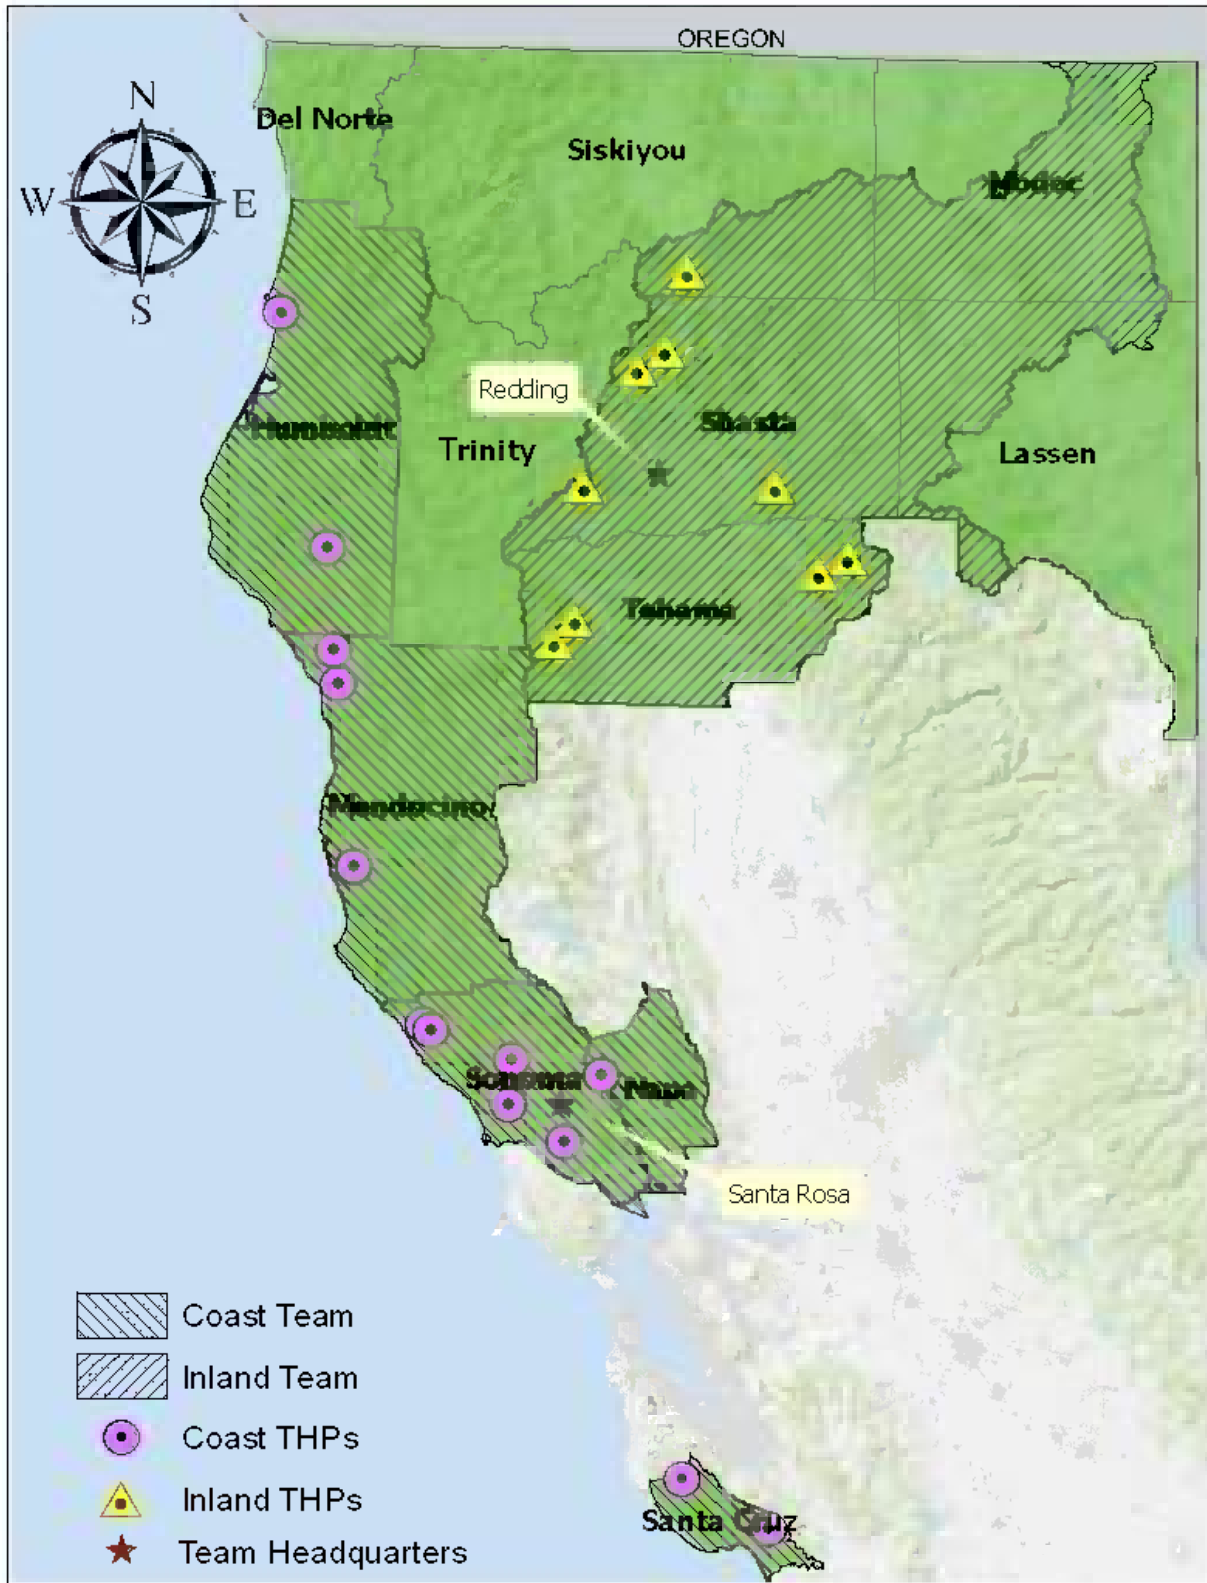 OREGON
N
Del Norte
Siskiyou
Modoc
W
E
S
Redding
Humboldt
Shasta
Trinity
Lassen
Tehama
Mendocino
Sonoma
Napa
Santa Rosa
Coast Team
Inland Team
Coast THPs
Inland THPs
Santa Cruz
Team Headquarters